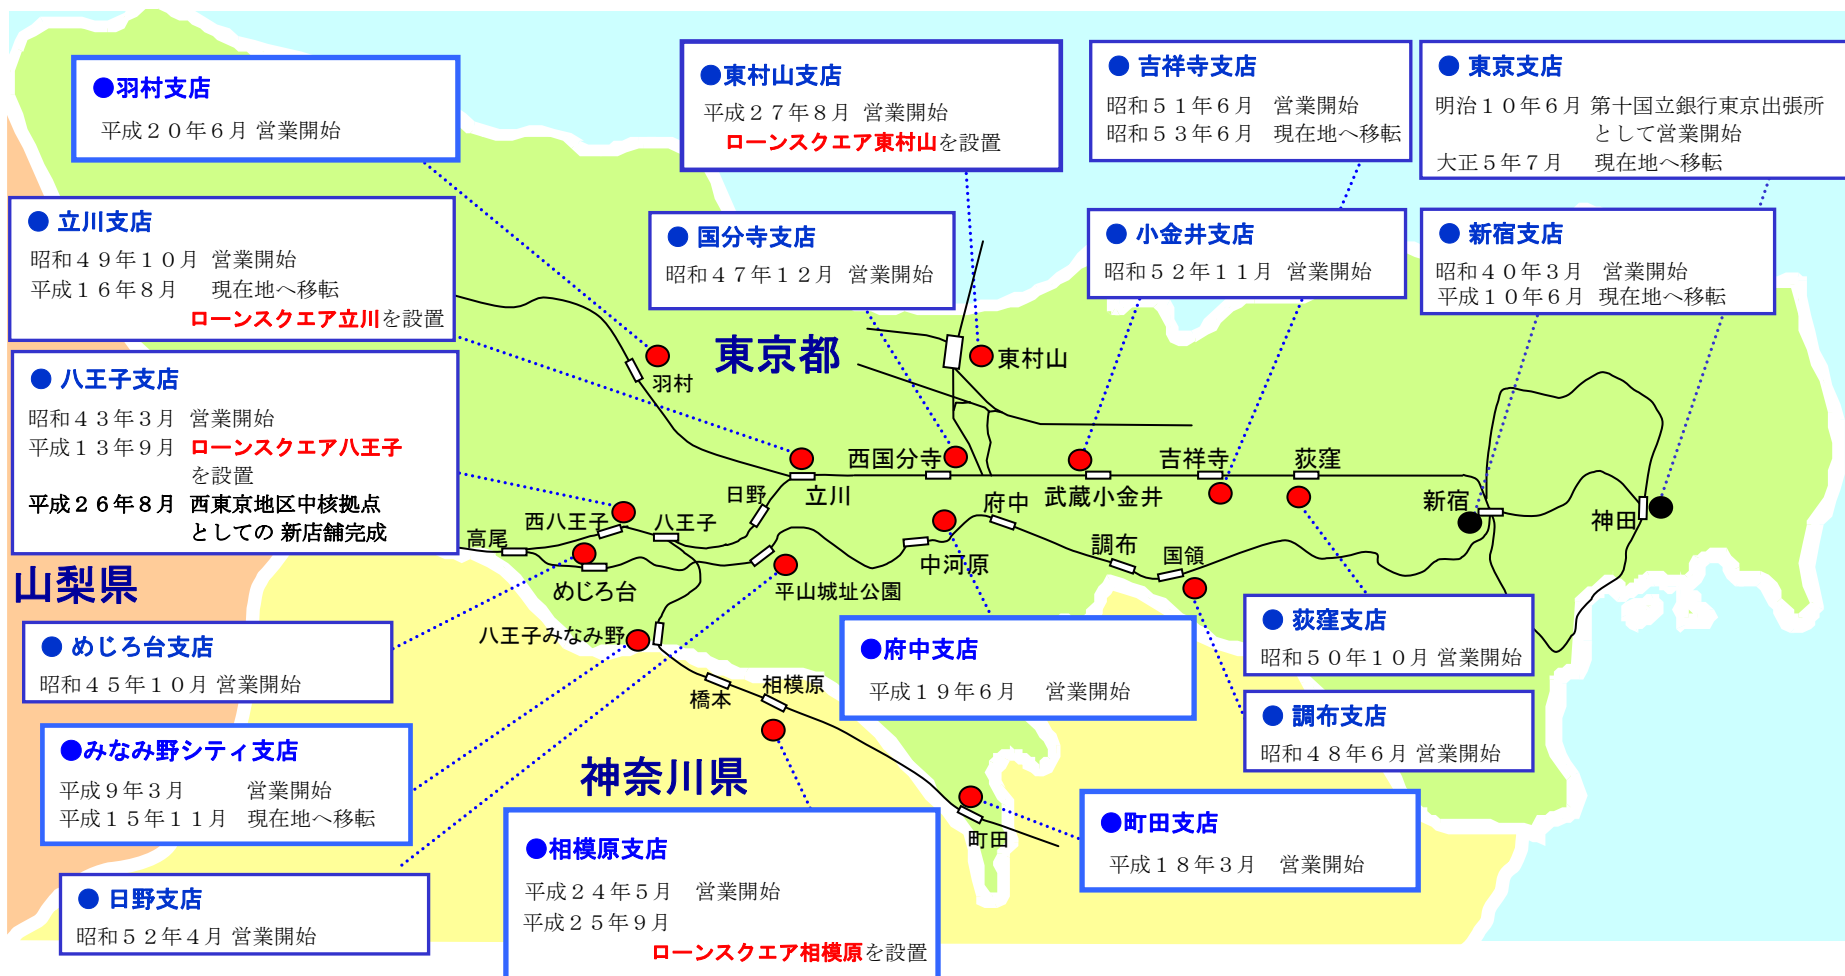 ●羽村支店
平成２０年６月 営業開始
●東村山支店
平成２７年８月 営業開始
ローンスクエア東村山を設置
● 吉祥寺支店
昭和５１年６月 営業開始
昭和５３年６月 現在地へ移転
● 東京支店
明治１０年６月 第十国立銀行東京出張所
として営業開始
大正５年７月 現在地へ移転
● 立川支店
昭和４９年１０月 営業開始
平成１６年８月 現在地へ移転
ローンスクエア立川を設置
● 国分寺支店
昭和４７年１２月 営業開始
● 小金井支店
昭和５２年１１月 営業開始
● 新宿支店
昭和４０年３月 営業開始
平成１０年６月 現在地へ移転
● 八王子支店
昭和４３年３月 営業開始
平成１３年９月 ローンスクエア八王子
を設置
平成２６年８月 西東京地区中核拠点
としての 新店舗完成
東京都
羽村
東村山
西国分寺
吉祥寺
荻窪
立川
武蔵小金井
日野
府中
新宿
神田
西八王子
八王子
高尾
調布
国領
中河原
めじろ台
平山城址公園
山梨県
八王子みなみ野
橋本
相模原
神奈川県
町田
● めじろ台支店
昭和４５年１０月 営業開始
●府中支店
平成１９年６月 営業開始
● 荻窪支店
昭和５０年１０月 営業開始
● 調布支店
昭和４８年６月 営業開始
●みなみ野シティ支店
平成９年３月 営業開始
平成１５年１１月 現在地へ移転
●相模原支店
平成２４年５月 営業開始
平成２５年９月
ローンスクエア相模原を設置
●町田支店
平成１８年３月 営業開始
● 日野支店
昭和５２年４月 営業開始